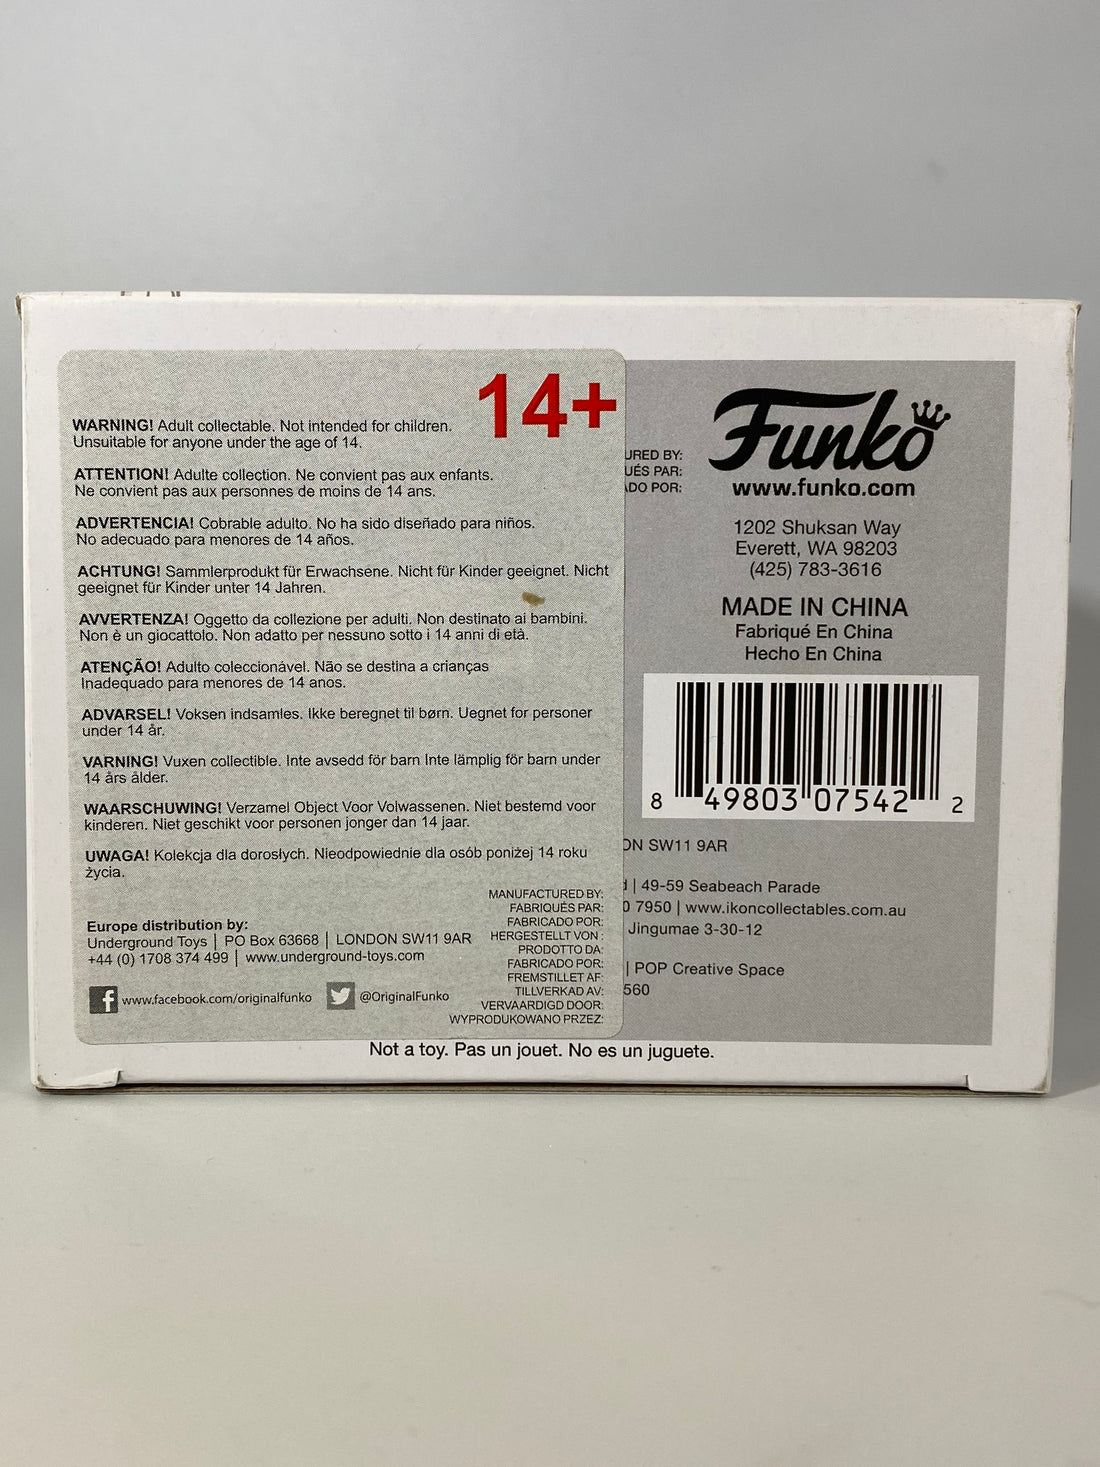 14+
WARNING! Adult collectable. Not intended for children.
Unsuitable for anyone under the age of 14.
ATTENTION! Adulte collection. Ne convient pas aux enfants.
Ne convient pas aux personnes de moins de 14 ans.
ADVERTENCIA! Cobrable adulto. No ha sido diseñado para niños.
No adecuado para menores de 14 años.
ACHTUNG! Sammlerprodukt für Erwachsene. Nicht für Kinder geeignet. Nicht
geeignet für Kinder unter 14 Jahren.
AVVERTENZA! Oggetto da collezione per adulti. Non destinato ai bambini.
Non è un giocattolo. Non adatto per nessuno sotto i 14 anni di età.
ATENÇÃO! Adulto coleccionável. Não se destina a crianças
Inadequado para menores de 14 anos.
ADVARSEL! Voksen indsamles. Ikke beregnet til børn. Uegnet for personer
under 14 år.
VARNING! Vuxen collectible. Inte avsedd för barn Inte lämplig för barn under
14 års ålder.
WAARSCHUWING! Verzamel Object Voor Volwassenen. Niet bestemd voor
kinderen. Niet geschikt voor personen jonger dan 14 jaar.
UWAGA! Kolekcja dla dorosłych. Nieodpowiednie dla osób poniżej 14 roku
życia.
MANUFACTURED BY:
FABRIQUÉS PAR:
FABRICADO POR:
HERGESTELLT VON :
PRODOTTO DA:
FABRICADO POR:
FREMSTILLET AF:
TILLVERKAD AV:
VERVAARDIGD DOOR:
WYPRODUKOWANO PRZEZ:
Europe distribution by:
Underground Toys | PO Box 63668 | LONDON SW11 9AR
+44 (0) 1708 374 499 | www.underground-toys.com
www.facebook.com/originalfunko @OriginalFunko
URED BY:
UÉS PAR:
DO POR:
Funko
www.funko.com
1202 Shuksan Way
Everett, WA 98203
(425) 783-3616
MADE IN CHINA
Fabriqué En China
Hecho En China
8 49803 07542 2
ON SW11 9AR
| 49-59 Seabeach Parade
0 7950 | www.ikoncollectables.com.au
Jingumae 3-30-12
| POP Creative Space
560
Not a toy. Pas un jouet. No es un juguete.